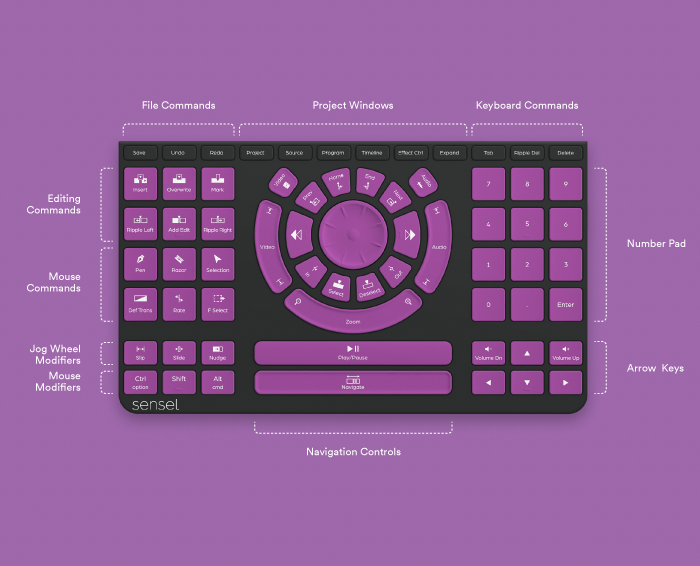 File Commands
Project Windows
Keyboard Commands
Save
Undo
Redo
Project
Source
Program
Timeline
Effect Ctrl
Expand
Tab
Ripple Del
Delete
Insert
Overwrite
Mark
Video
Prev
Home
End
Next
Audio
7
8
9
Editing
Commands
Ripple Left
Add Edit
Ripple Right
Video
Audio
4
5
6
Number Pad
Mouse
Commands
Pen
Razor
Selection
In
Out
1
2
3
Select
Deselect
Def Trans
Rate
F Select
Zoom
0
.
Enter
Jog Wheel
Modifiers
Slip
Slide
Nudge
Play/Pause
Volume Dn
Volume Up
Arrow Keys
Mouse
Modifiers
Ctrl
option
Shift
Alt
cmd
Navigate
sensel
Navigation Controls